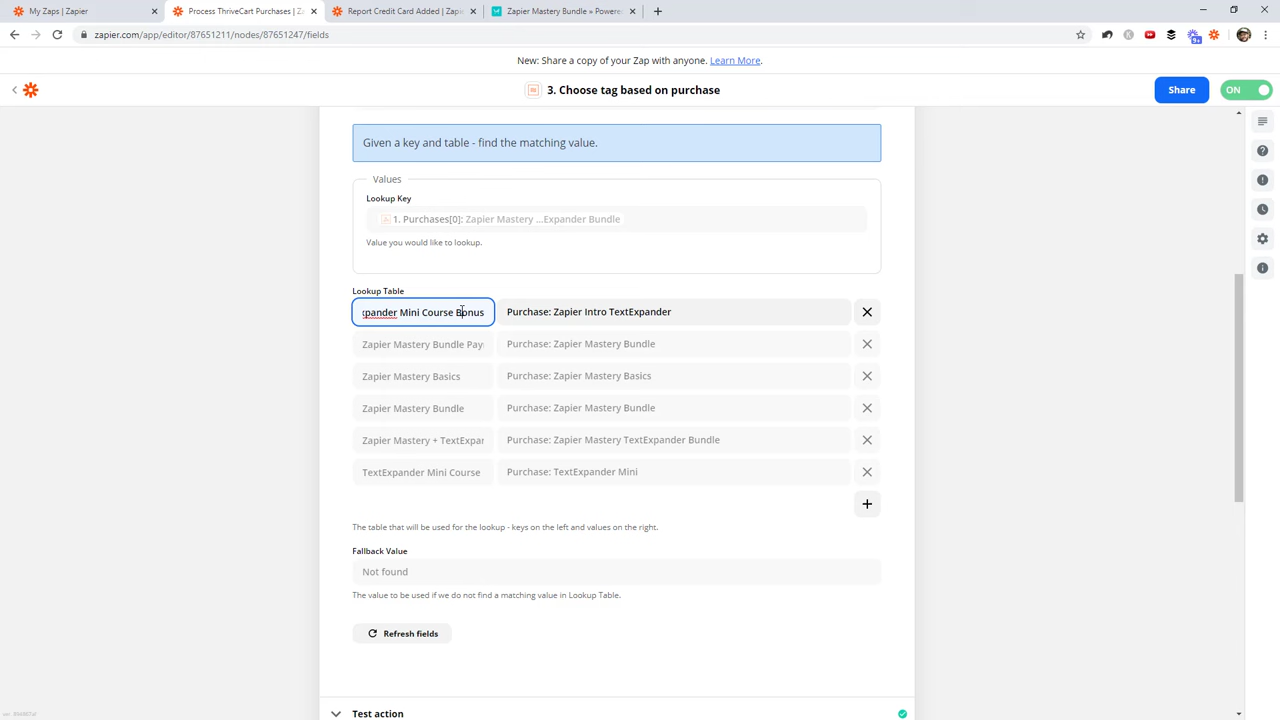 My Zaps | Zapier
Process ThriveCart Purchases | Za
Report Credit Card Added | Zapie
Zapier Mastery Bundle » Powere
zapier.com/app/editor/87651211/nodes/87651247/fields
9+
New: Share a copy of your Zap with anyone. Learn More.
3. Choose tag based on purchase
Share
ON
Given a key and table - find the matching value.
Values
Lookup Key
1. Purchases[0]: Zapier Mastery ...Expander Bundle
Value you would like to lookup.
Lookup Table
xpander Mini Course Bonus
Purchase: Zapier Intro TextExpander
Zapier Mastery Bundle Pay
Purchase: Zapier Mastery Bundle
Zapier Mastery Basics
Purchase: Zapier Mastery Basics
Zapier Mastery Bundle
Purchase: Zapier Mastery Bundle
Zapier Mastery + TextExpar
Purchase: Zapier Mastery TextExpander Bundle
TextExpander Mini Course
Purchase: TextExpander Mini
The table that will be used for the lookup - keys on the left and values on the right.
Fallback Value
Not found
The value to be used if we do not find a matching value in Lookup Table.
Refresh fields
Test action